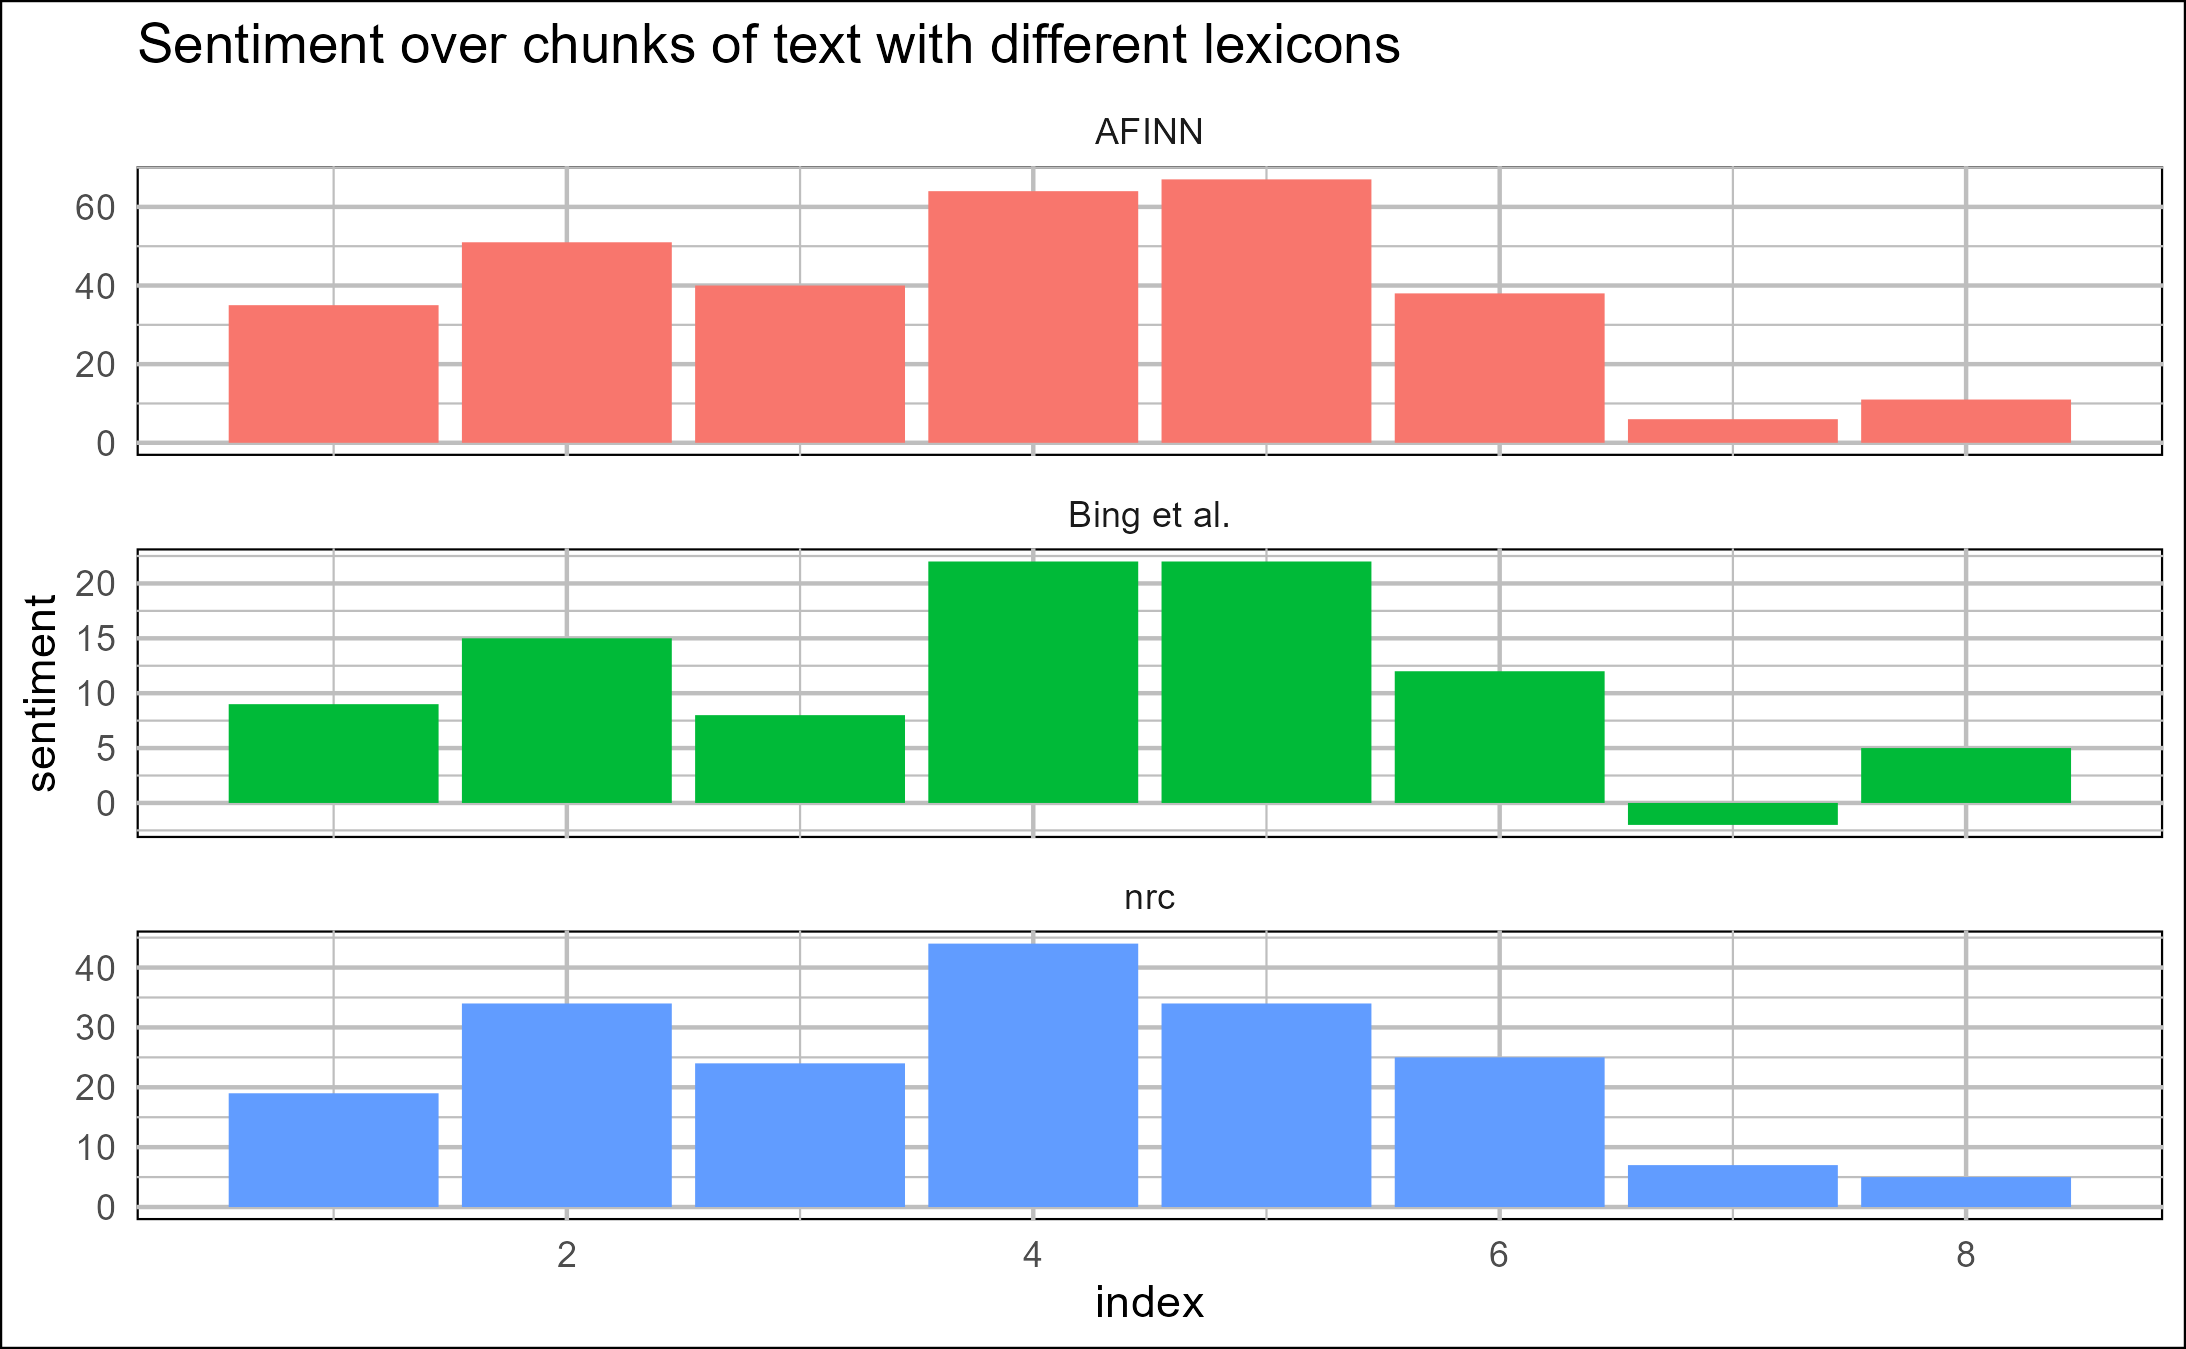 Sentiment over chunks of text with different lexicons
AFINN
60
40
20
0
Bing et al.
20
15
10
5
0
sentiment
nrc
40
30
20
10
0
2 4 6 8
index